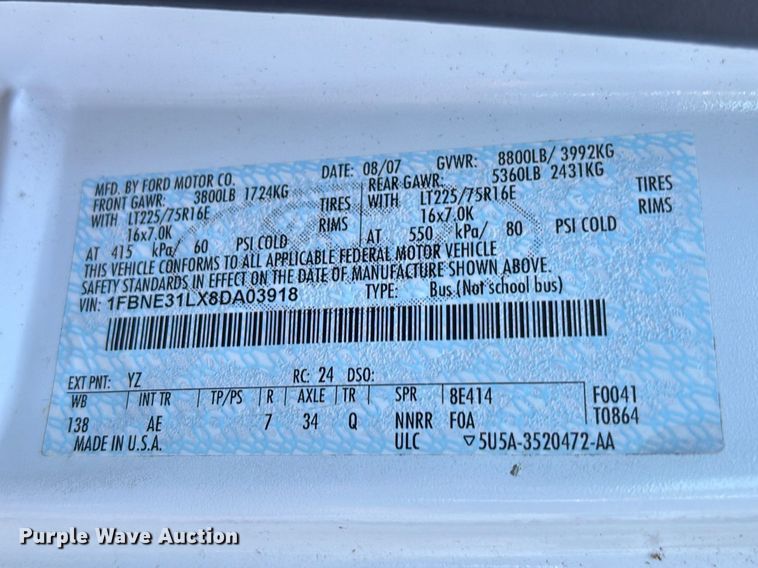 MFD. BY FORD MOTOR CO. DATE: 08/07 GVWR: 8800LB/ 3992KG
FRONT GAWR: 3800LB 1724KG REAR GAWR: 5360LB 2431KG
WITH LT225/75R16E TIRES WITH LT225/75R16E TIRES
16x7.0K RIMS 16x7.0K RIMS
AT 415 kPa/ 60 PSI COLD AT 550 kPa/ 80 PSI COLD
THIS VEHICLE CONFORMS TO ALL APPLICABLE FEDERAL MOTOR VEHICLE
SAFETY STANDARDS IN EFFECT ON THE DATE OF MANUFACTURE SHOWN ABOVE.
VIN: 1FBNE31LX8DA03918 TYPE: Bus (Not school bus)
EXT PNT: YZ RC: 24 DSO:
WB INT TR TP/PS R AXLE TR SPR 8E414 F0041
138 AE 7 34 Q NNRR F0A T0864
MADE IN U.S.A. ULC ▽5U5A-3520472-AA
Purple Wave Auction